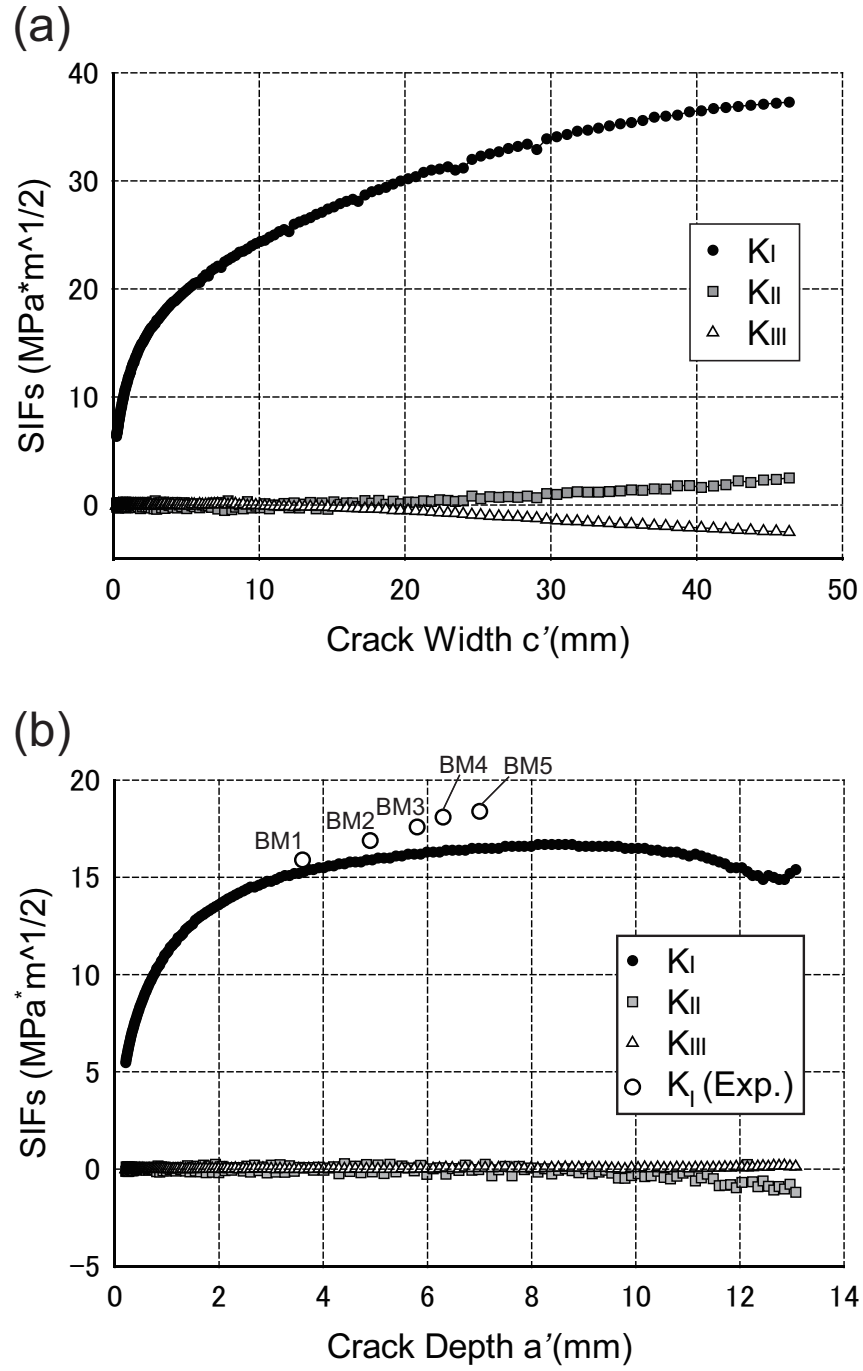 (a)
40
30
20
10
0
SIFs (MPa*m^1/2)
KI
KII
KIII
0 10 20 30 40 50
Crack Width c’(mm)
(b)
20
15
10
5
0
−5
SIFs (MPa*m^1/2)
BM1
BM2
BM3
BM4
BM5
KI
KII
KIII
KI (Exp.)
0 2 4 6 8 10 12 14
Crack Depth a’(mm)